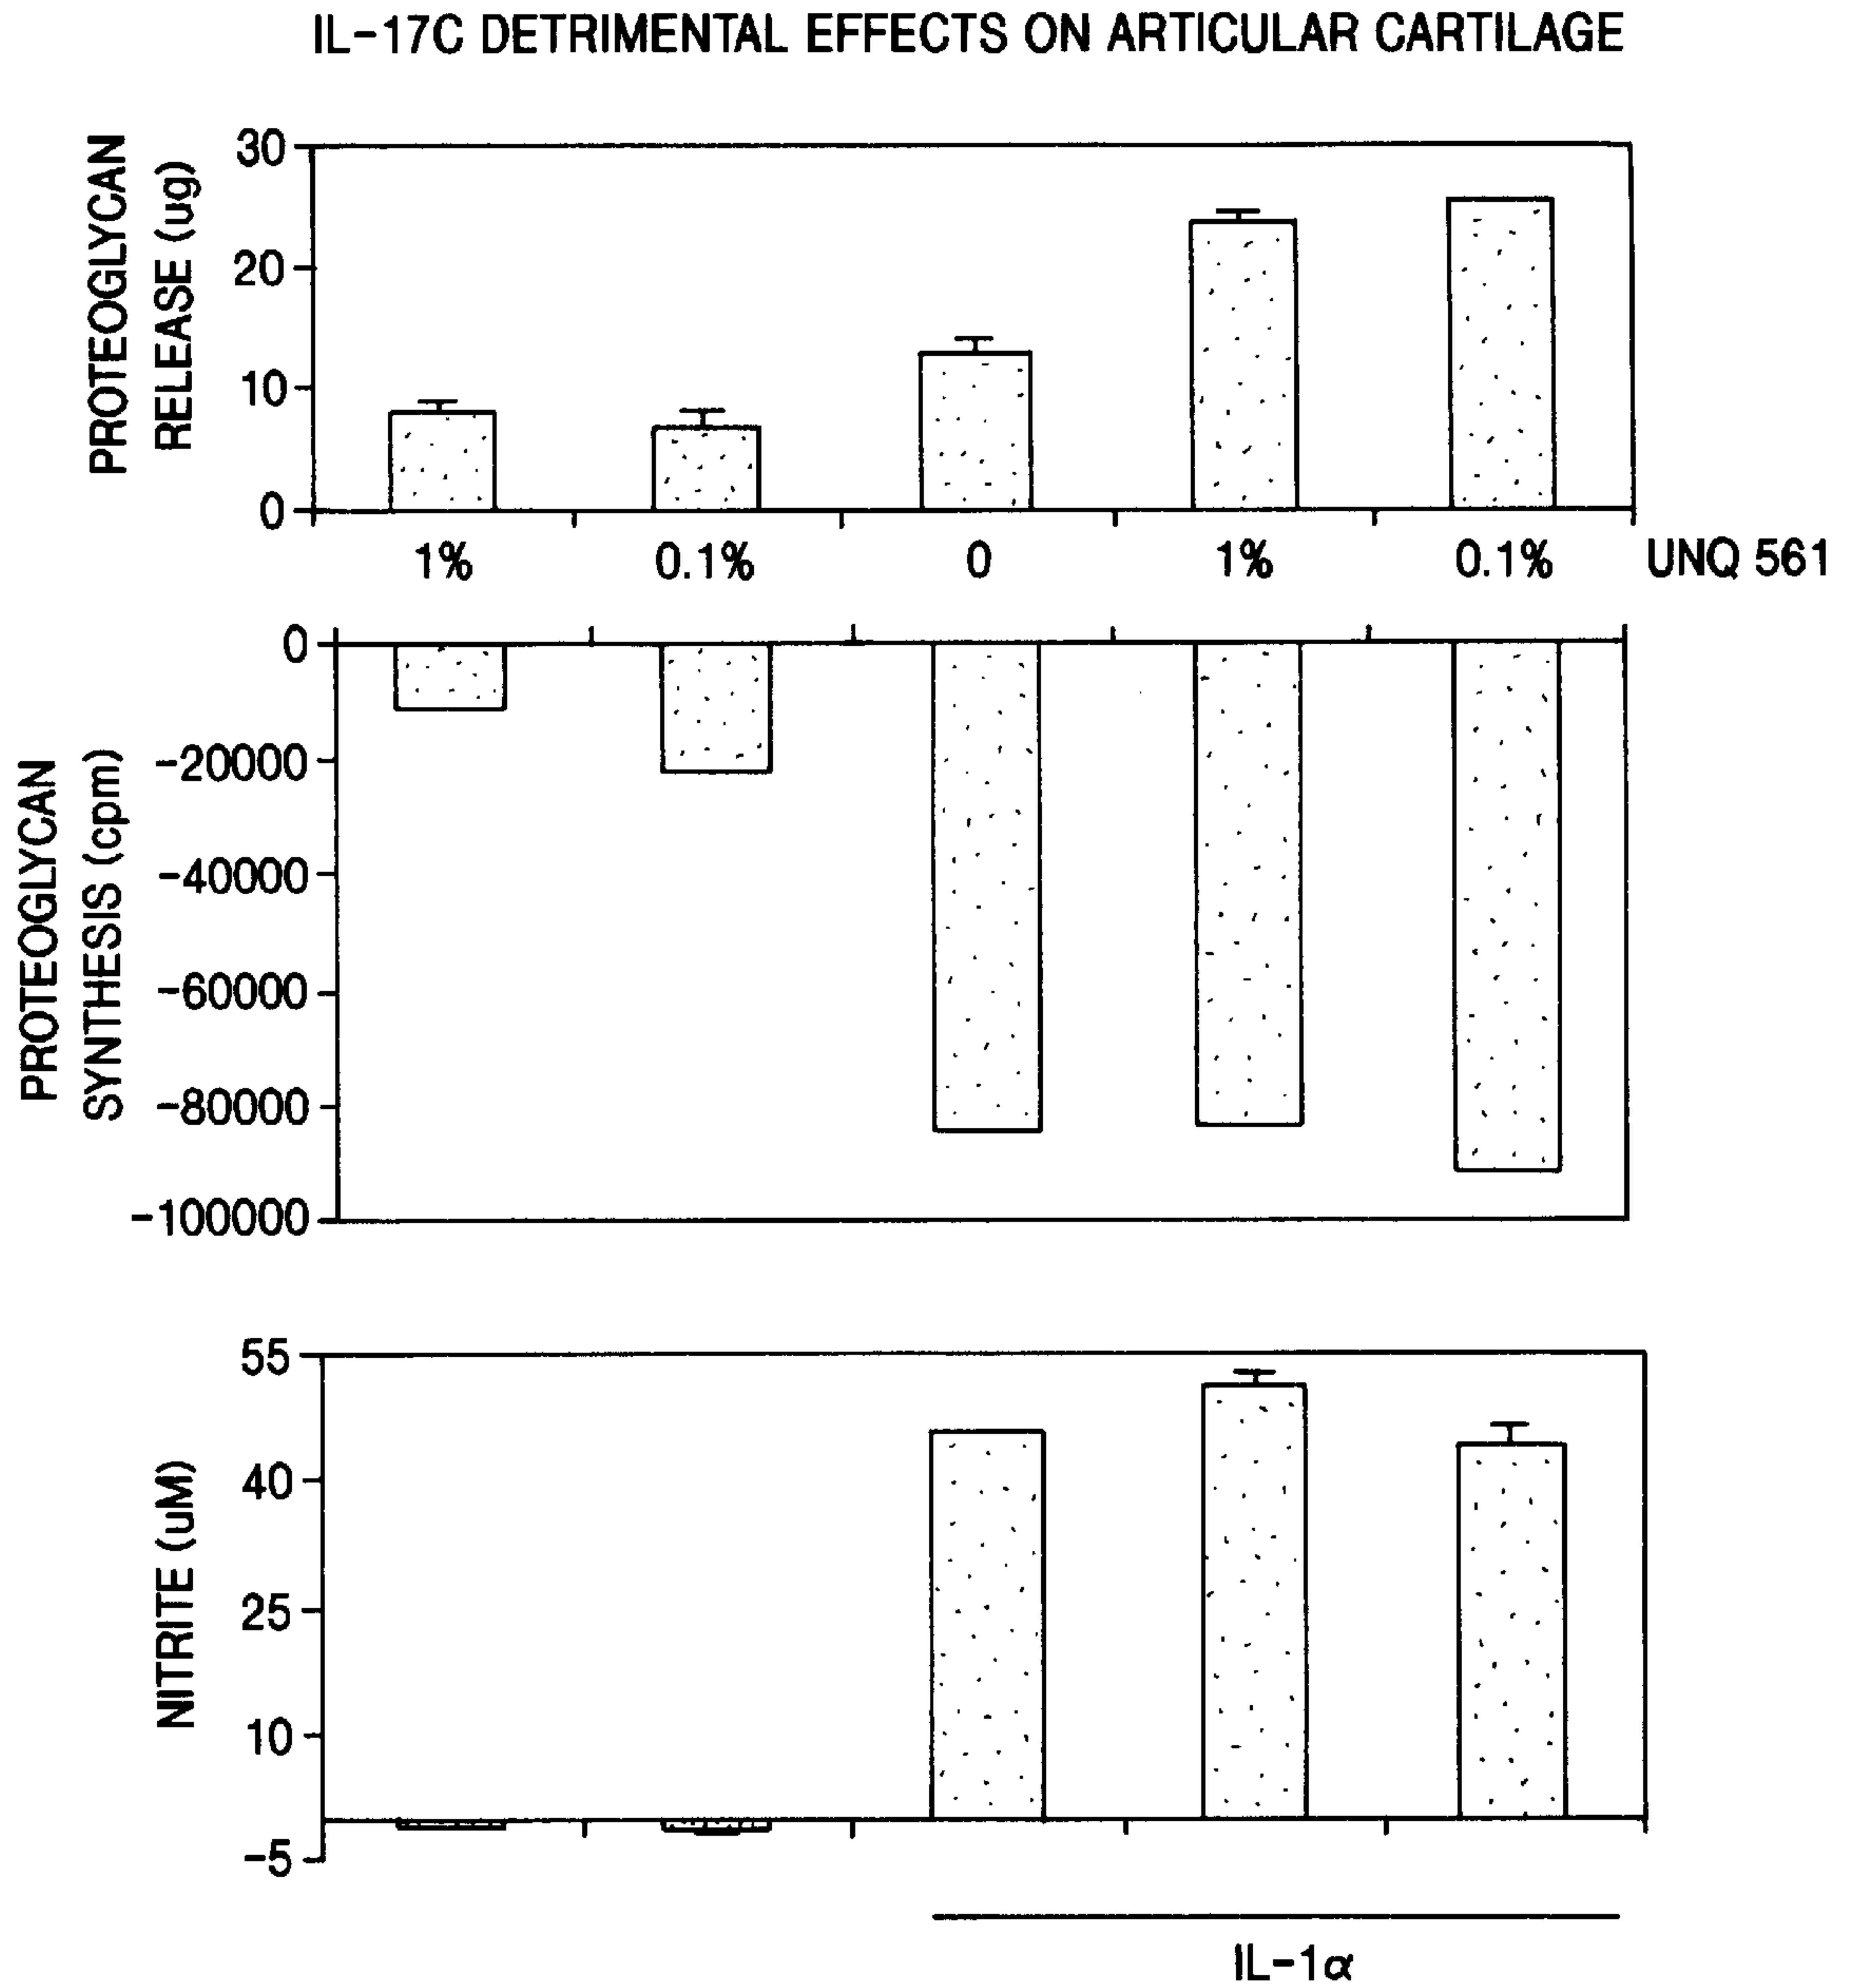 IL-17C DETRIMENTAL EFFECTS ON ARTICULAR CARTILAGE
PROTEOGLYCAN
RELEASE (ug)
30
20
10
0
1% 0.1% 0 1% 0.1% UNQ 561
PROTEOGLYCAN
SYNTHESIS (cpm)
0
-20000
-40000
-60000
-80000
-100000
NITRITE (uM)
55
40
25
10
-5
IL-1α